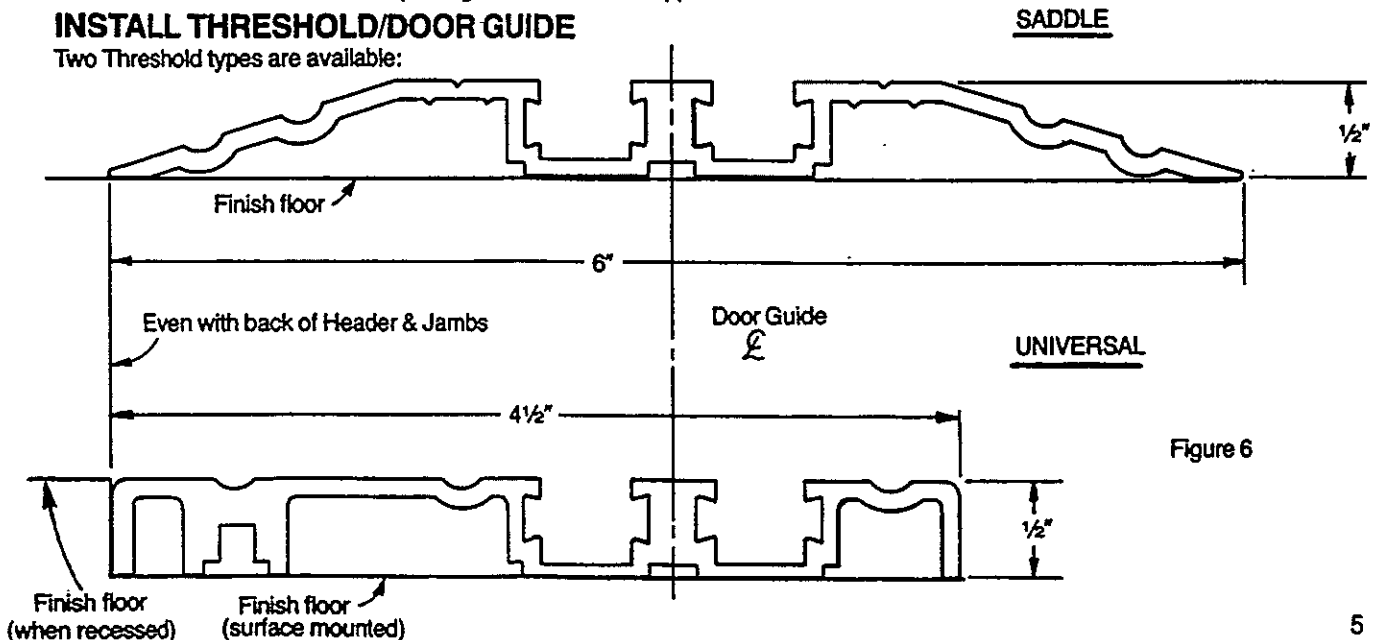 INSTALL THRESHOLD/DOOR GUIDE
Two Threshold types are available:
SADDLE
½"
Finish floor
6"
Even with back of Header & Jambs
Door Guide
℄
UNIVERSAL
4½"
Figure 6
½"
Finish floor
(when recessed)
Finish floor
(surface mounted)
5